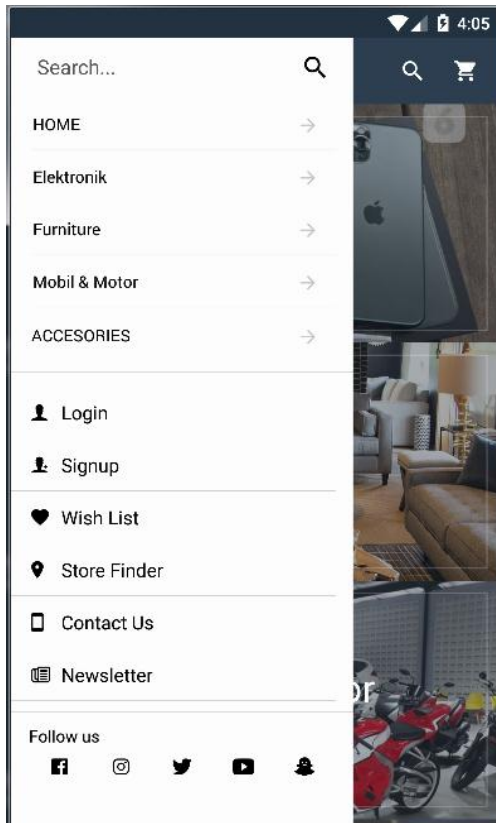 4:05
Search...
HOME
Elektronik
Furniture
Mobil & Motor
ACCESORIES
Login
Signup
Wish List
Store Finder
Contact Us
Newsletter
Follow us